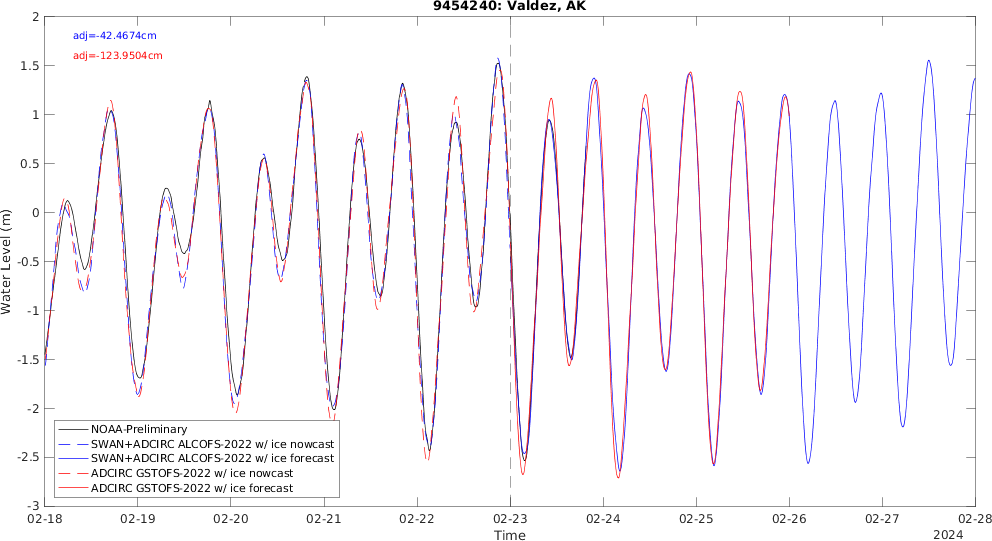 9454240: Valdez, AK
adj=-42.4674cm
adj=-123.9504cm
2
1.5
1
0.5
0
-0.5
-1
-1.5
-2
-2.5
-3
Water Level (m)
NOAA-Preliminary
SWAN+ADCIRC ALCOFS-2022 w/ ice nowcast
SWAN+ADCIRC ALCOFS-2022 w/ ice forecast
ADCIRC GSTOFS-2022 w/ ice nowcast
ADCIRC GSTOFS-2022 w/ ice forecast
02-18 02-19 02-20 02-21 02-22 02-23 02-24 02-25 02-26 02-27 02-28
Time
2024